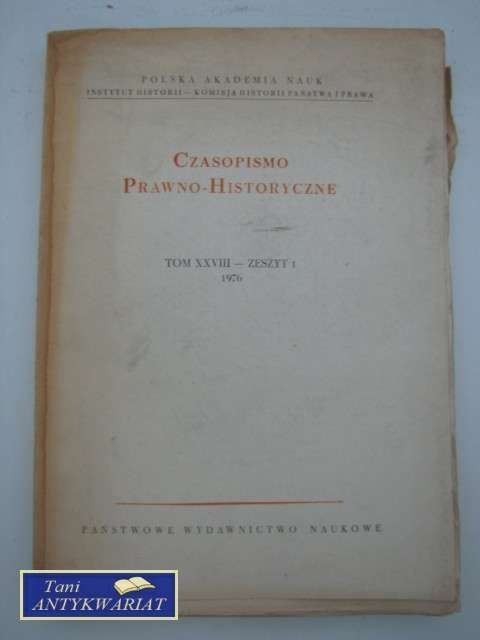 POLSKA AKADEMIA NAUK
INSTYTUT HISTORII — KOMISJA HISTORII PAŃSTWA I PRAWA
CZASOPISMO
PRAWNO-HISTORYCZNE
TOM XXVIII — ZESZYT 1
1976
PAŃSTWOWE WYDAWNICTWO NAUKOWE
Tani
ANTYKWARIAT